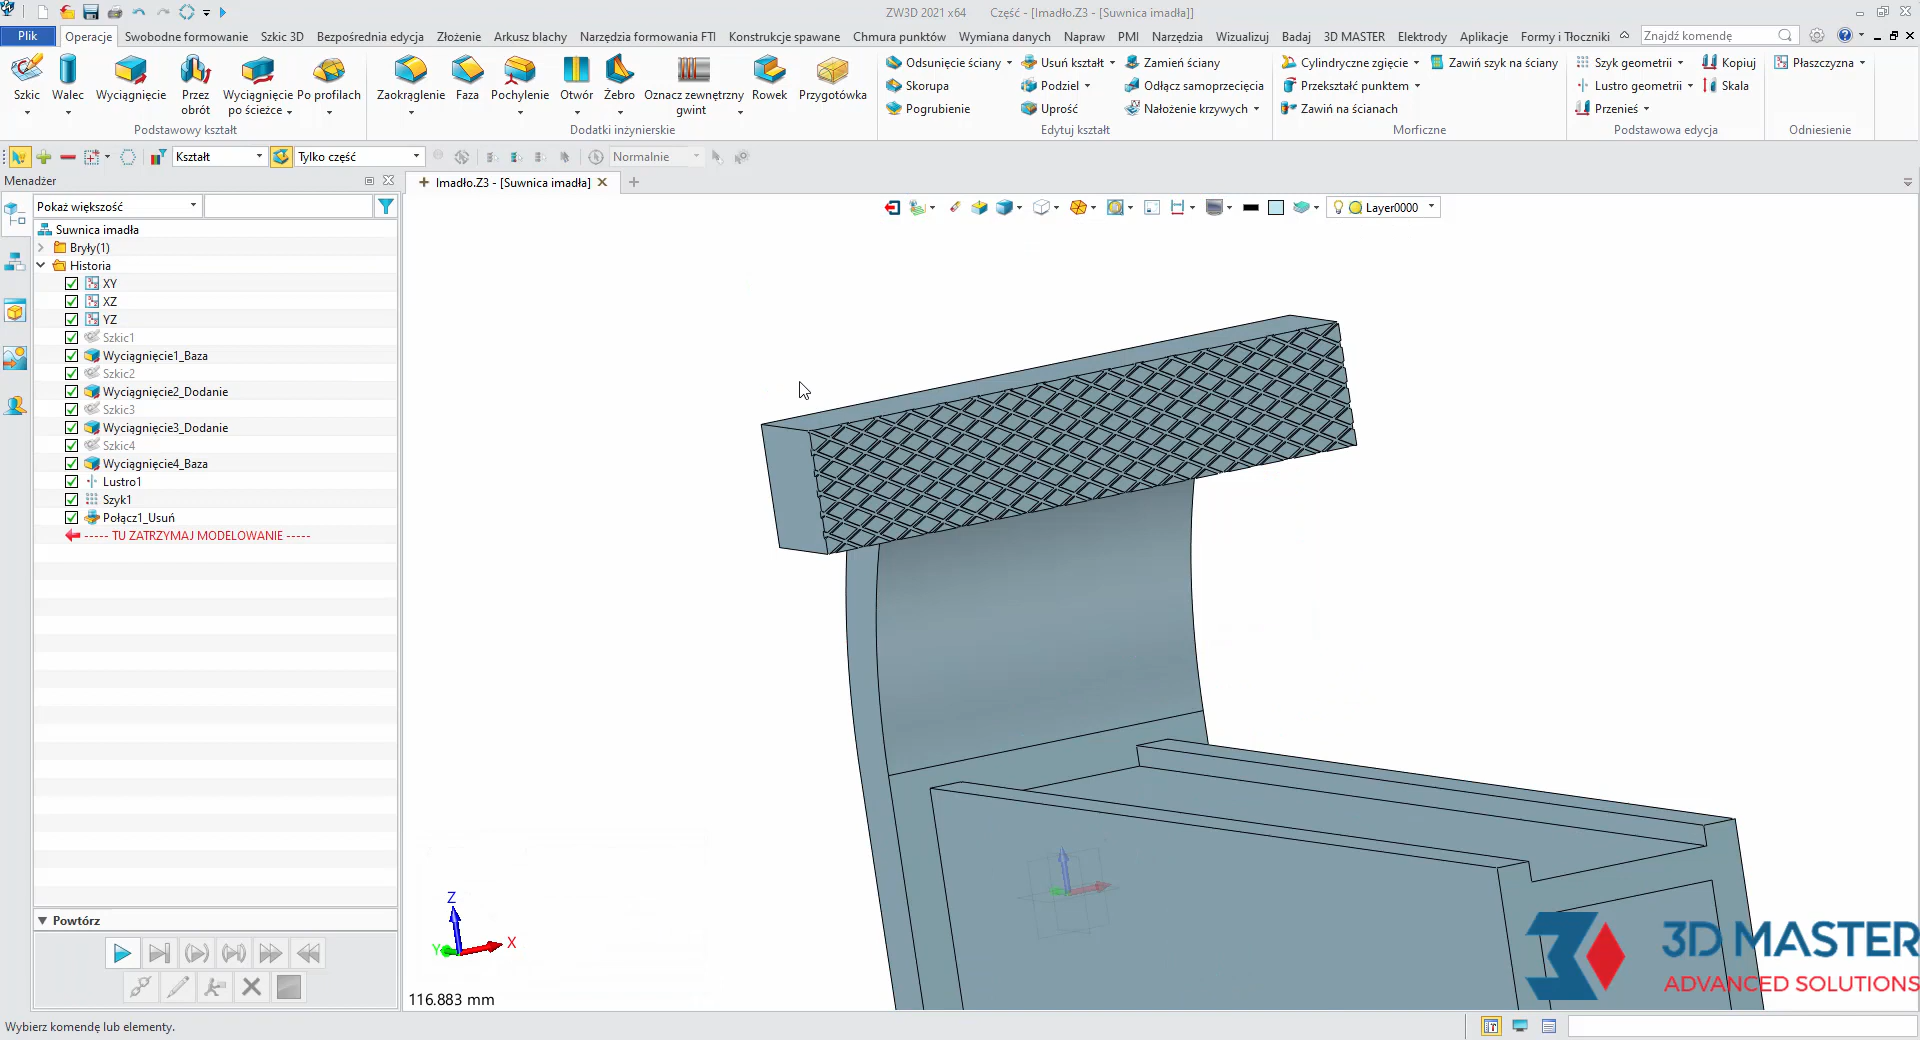 ZW3D 2021 x64 Część - [Imadło.Z3 - [Suwnica imadła]]
Plik Operacje Swobodne formowanie Szkic 3D Bezpośrednia edycja Złożenie Arkusz blachy Narzędzia formowania FTI Konstrukcje spawane Chmura punktów Wymiana danych Napraw PMI Narzędzia Wizualizuj Badaj 3D MASTER Elektrody Aplikacje Formy i Tłoczniki Znajdź komendę
Szkic Walec Wyciągnięcie Przez obrót Wyciągnięcie po ścieżce Po profilach
Podstawowy kształt
Zaokrąglenie Faza Pochylenie Otwór Żebro Oznacz zewnętrzny gwint Rowek Przygotówka
Dodatki inżynierskie
Odsunięcie ściany Usuń kształt Zamień ściany
Skorupa Podziel Odłącz samoprzecięcia
Pogrubienie Uprość Nałożenie krzywych
Edytuj kształt
Cylindryczne zgięcie Zawiń szyk na ściany
Przekształć punktem
Zawiń na ścianach
Morficzne
Szyk geometrii Kopiuj
Lustro geometrii Skala
Przenieś
Podstawowa edycja
Płaszczyzna
Odniesienie
Kształt Tylko część Normalnie
Menadżer
Imadło.Z3 - [Suwnica imadła]
Pokaż większość
Layer0000
Suwnica imadła
Bryły(1)
Historia
XY
XZ
YZ
Szkic1
Wyciągnięcie1_Baza
Szkic2
Wyciągnięcie2_Dodanie
Szkic3
Wyciągnięcie3_Dodanie
Szkic4
Wyciągnięcie4_Baza
Lustro1
Szyk1
Połącz1_Usuń
----- TU ZATRZYMAJ MODELOWANIE -----
Powtórz
Z
Y
X
116.883 mm
3D MASTER
ADVANCED SOLUTIONS
Wybierz komendę lub elementy.